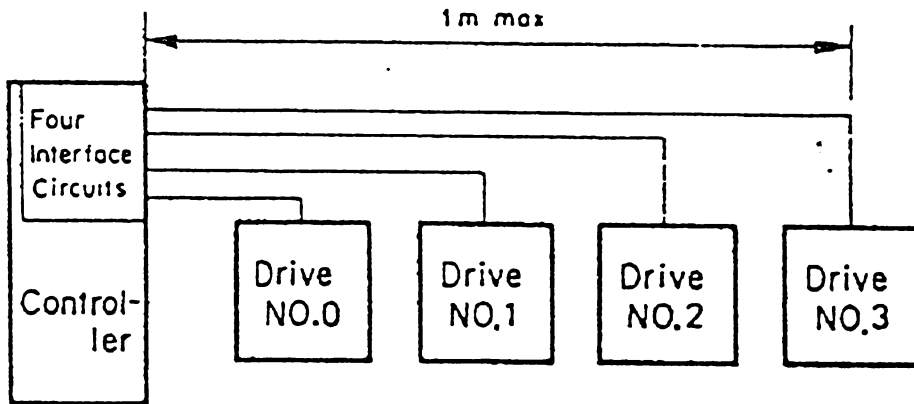 1m max
Four
Interface
Circuits
Control-
ler
Drive
NO.0
Drive
NO.1
Drive
NO.2
Drive
NO.3